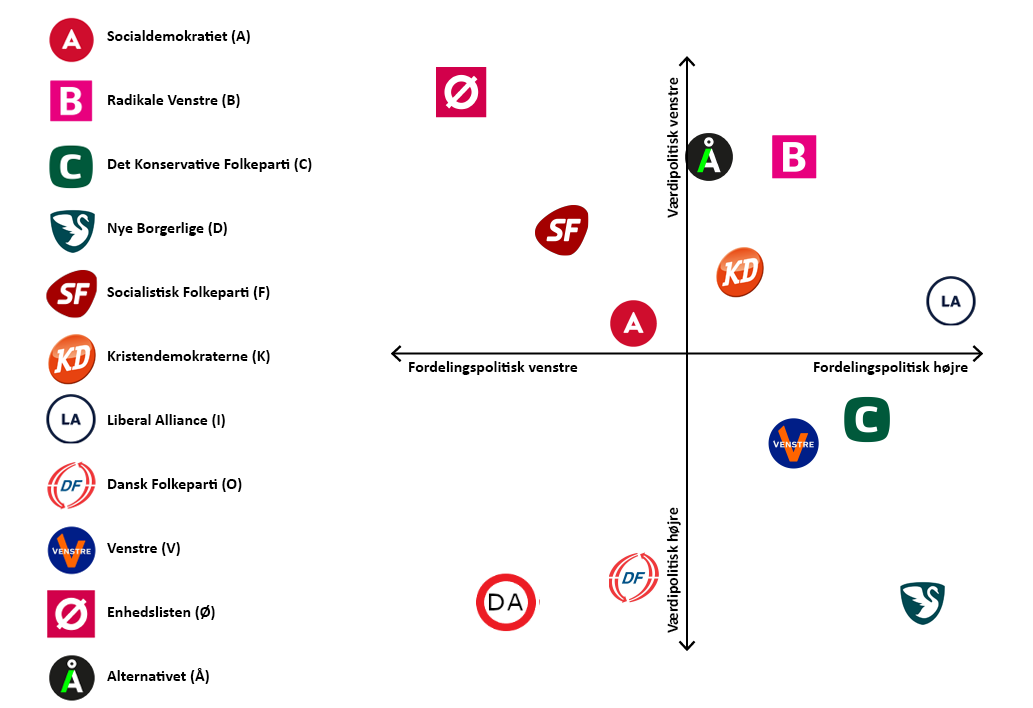 A Socialdemokratiet (A)
B Radikale Venstre (B)
C Det Konservative Folkeparti (C)
Nye Borgerlige (D)
SF Socialistisk Folkeparti (F)
KD Kristendemokraterne (K)
LA Liberal Alliance (I)
DF Dansk Folkeparti (O)
VENSTRE Venstre (V)
Ø Enhedslisten (Ø)
Å Alternativet (Å)
Værdipolitisk venstre
Ø
Å
B
SF
KD
LA
A
Fordelingspolitisk venstre
Fordelingspolitisk højre
C
VENSTRE
Værdipolitisk højre
DF
DA